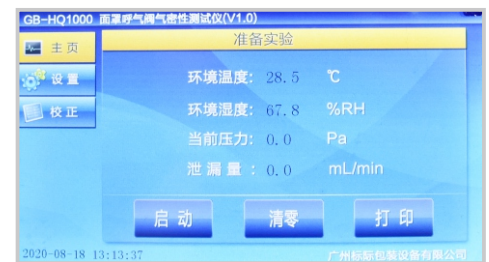 GB-HQ1000 面罩呼气阀气密性测试仪(V1.0)
主页
准备实验
设置
环境温度: 28.5 ℃
校正
环境湿度: 67.8 %RH
当前压力: 0.0 Pa
泄漏量: 0.0 mL/min
启动 清零 打印
2020-08-18 13:13:37 广州标际包装设备有限公司